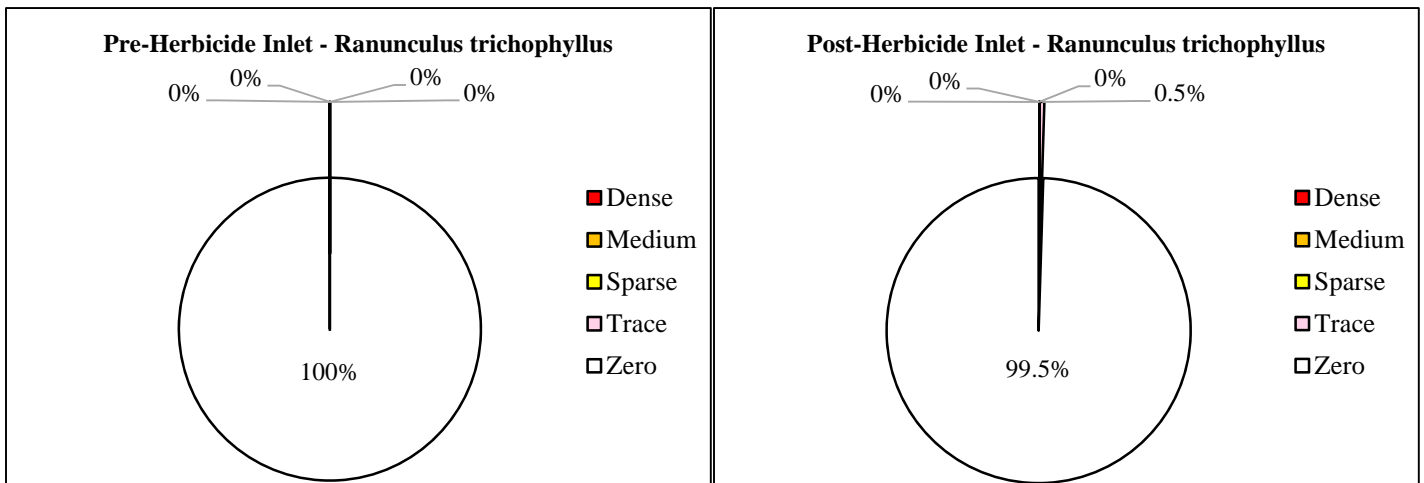 Pre-Herbicide Inlet - Ranunculus trichophyllus
0%
0%
0%
0%
100%
Dense
Medium
Sparse
Trace
Zero
Post-Herbicide Inlet - Ranunculus trichophyllus
0%
0%
0%
0.5%
99.5%
Dense
Medium
Sparse
Trace
Zero